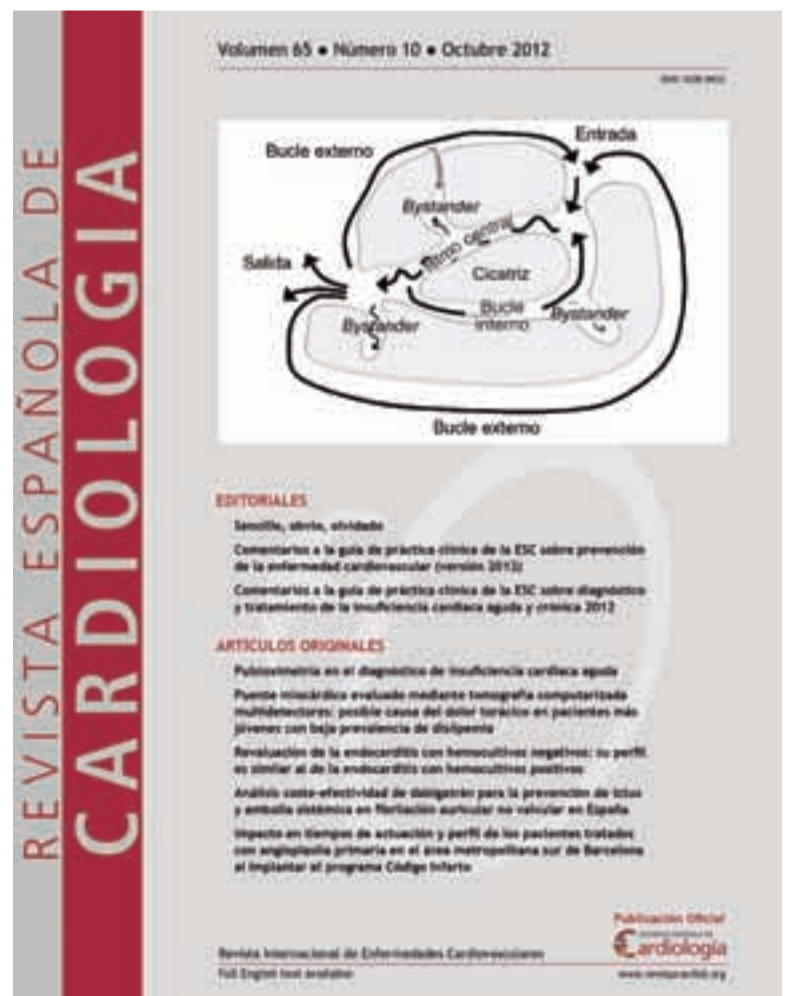 REVISTA ESPAÑOLA DE
CARDIOLOGIA
Volumen 65 • Número 10 • Octubre 2012
Bucle externo
Entrada
Bystander
Istmo central
Salida
Cicatriz
Bystander
Bucle
interno
Bystander
Bucle externo
EDITORIALES
Sencillo, obvio, olvidado
Comentarios a la guía de práctica clínica de la ESC sobre prevención
de la enfermedad cardiovascular (versión 2012)
Comentarios a la guía de práctica clínica de la ESC sobre diagnóstico
y tratamiento de la insuficiencia cardiaca aguda y crónica 2012
ARTÍCULOS ORIGINALES
Pulsioximetría en el diagnóstico de insuficiencia cardiaca aguda
Puente miocárdico evaluado mediante tomografía computarizada
multidetectores: posible causa del dolor torácico en pacientes más
jóvenes con baja prevalencia de dislipemia
Revaluación de la endocarditis con hemocultivos negativos: su perfil
es similar al de la endocarditis con hemocultivos positivos
Análisis coste-efectividad de dabigatrán para la prevención de ictus
y embolia sistémica en fibrilación auricular no valvular en España
Impacto en tiempos de actuación y perfil de los pacientes tratados
con angioplastia primaria en el área metropolitana sur de Barcelona
al implantar el programa Código Infarto
Publicación Oficial
Cardiología
Revista Internacional de Enfermedades Cardiovasculares
Full English text available
www.revespcardiol.org